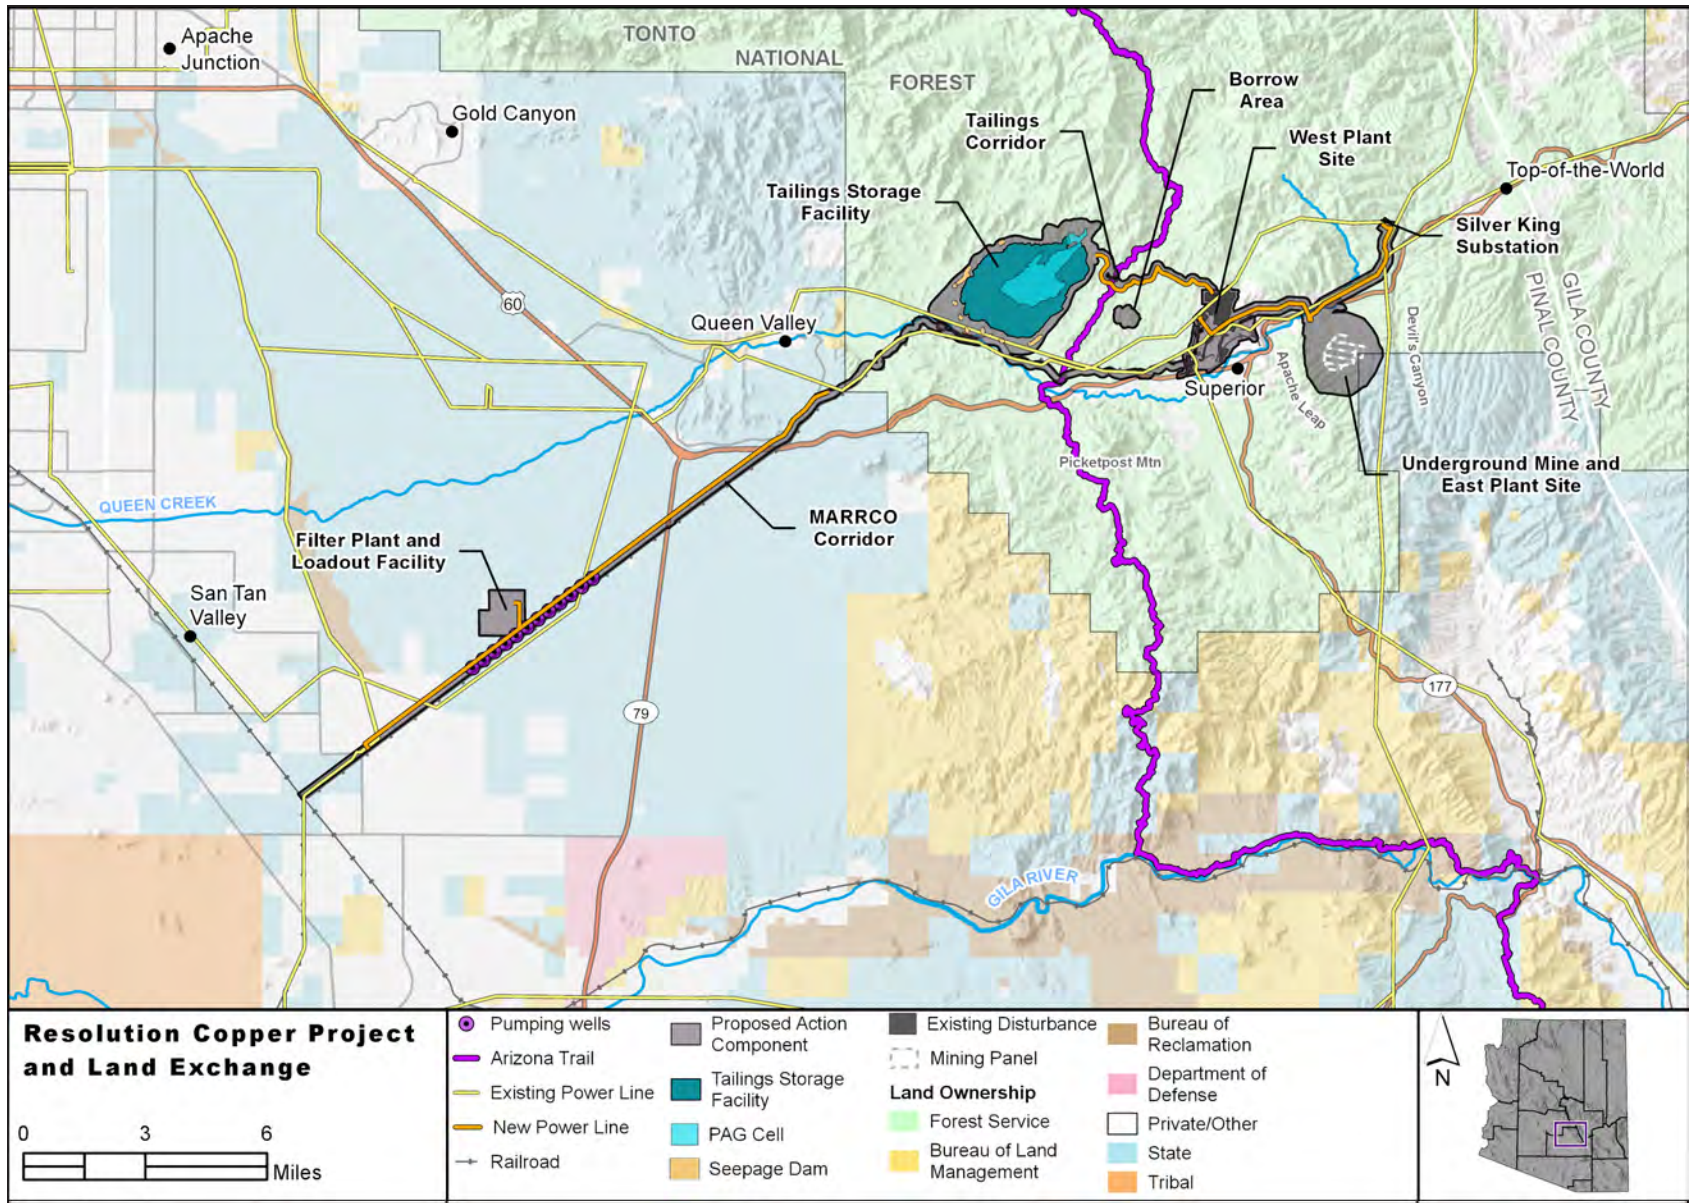 Apache
Junction
TONTO
NATIONAL
FOREST
Gold Canyon
Borrow
Area
Tailings
Corridor
West Plant
Site
Top-of-the-World
Tailings Storage
Facility
Silver King
Substation
60
Queen Valley
GILA COUNTY
PINAL COUNTY
Devil's Canyon
Superior
Apache Leap
Picketpost Mtn
Underground Mine and
East Plant Site
QUEEN CREEK
MARRCO
Corridor
Filter Plant and
Loadout Facility
San Tan
Valley
177
79
GILA RIVER
Resolution Copper Project
and Land Exchange
0 3 6
Miles
Pumping wells
Arizona Trail
Existing Power Line
New Power Line
Railroad
Proposed Action
Component
Tailings Storage
Facility
PAG Cell
Seepage Dam
Existing Disturbance
Mining Panel
Land Ownership
Forest Service
Bureau of Land
Management
Bureau of
Reclamation
Department of
Defense
Private/Other
State
Tribal
N